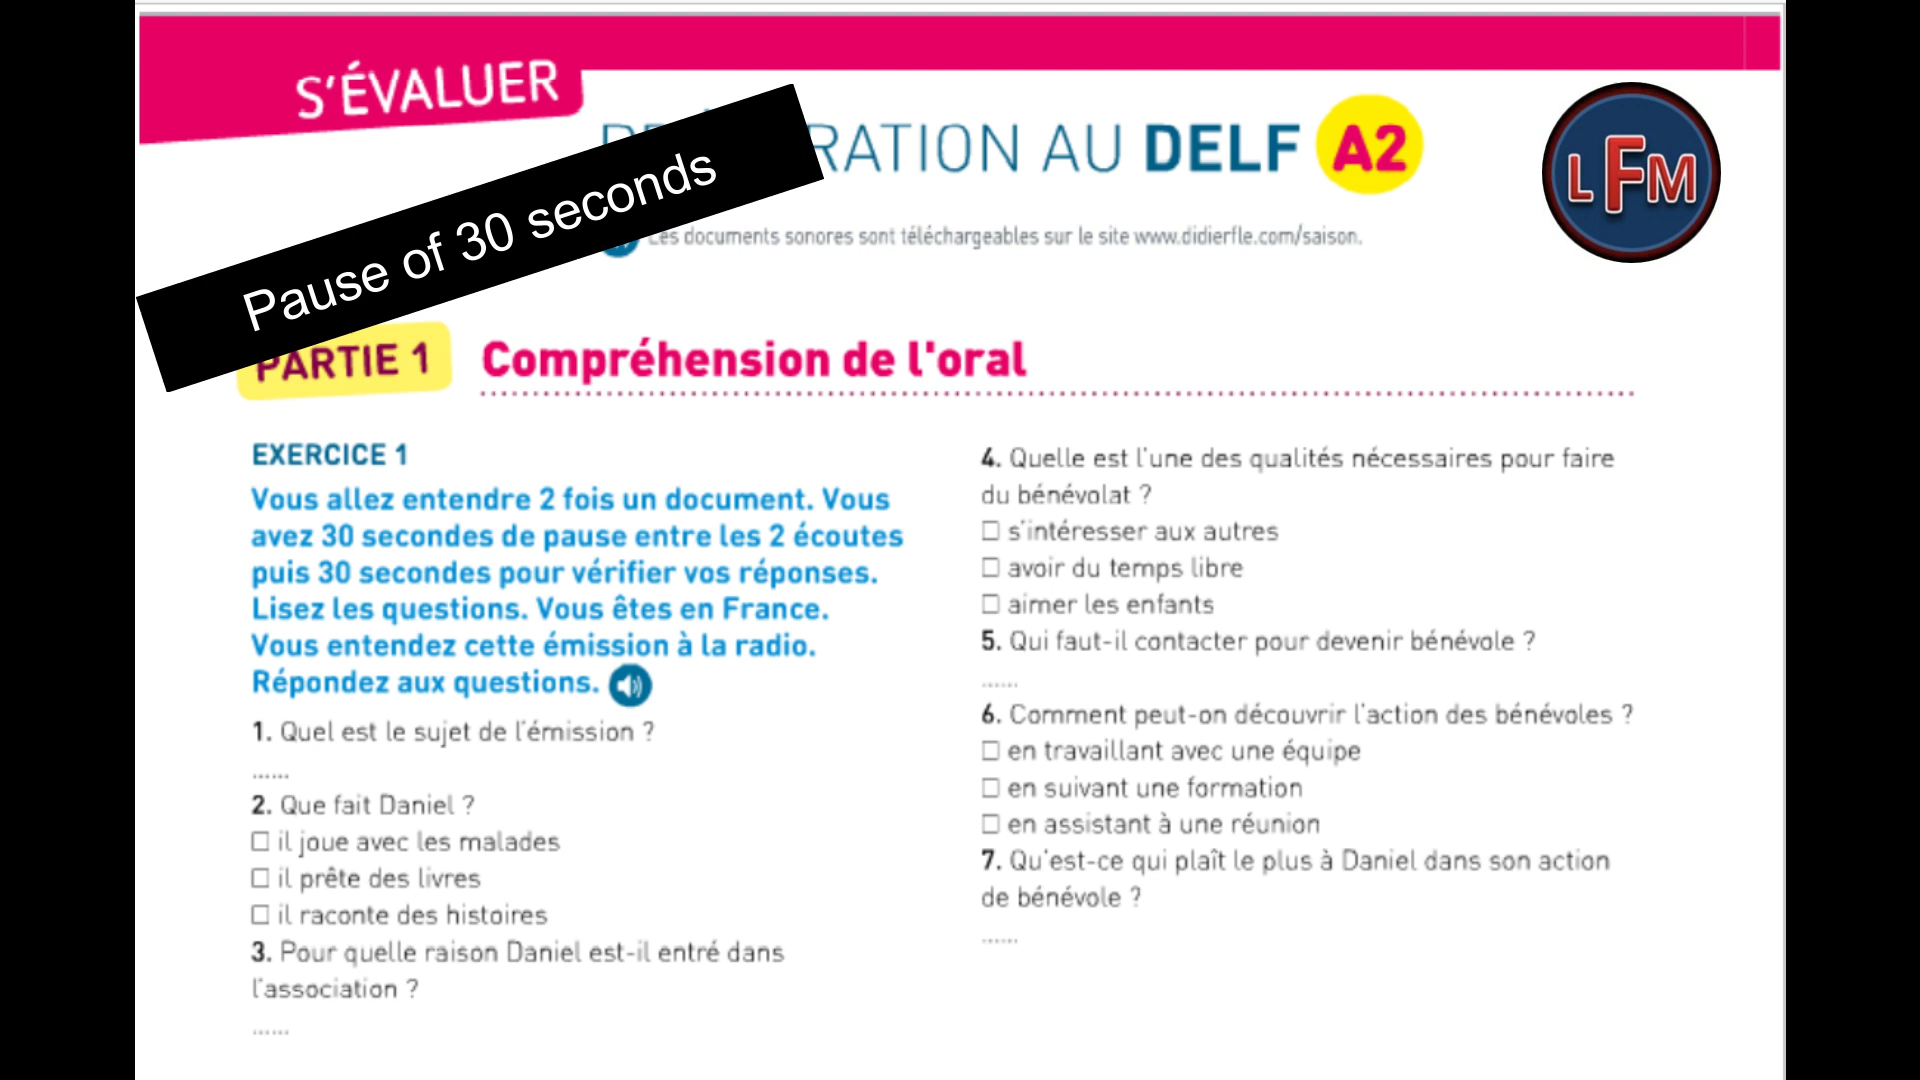 S'ÉVALUER
RATION AU DELF A2
LFM
Pause of 30 seconds
Les documents sonores sont téléchargeables sur le site www.didierfle.com/saison.
PARTIE 1
Compréhension de l'oral
EXERCICE 1
Vous allez entendre 2 fois un document. Vous
avez 30 secondes de pause entre les 2 écoutes
puis 30 secondes pour vérifier vos réponses.
Lisez les questions. Vous êtes en France.
Vous entendez cette émission à la radio.
Répondez aux questions.
1. Quel est le sujet de l'émission ?
......
2. Que fait Daniel ?
☐ il joue avec les malades
☐ il prête des livres
☐ il raconte des histoires
3. Pour quelle raison Daniel est-il entré dans
l'association ?
......
4. Quelle est l'une des qualités nécessaires pour faire
du bénévolat ?
☐ s'intéresser aux autres
☐ avoir du temps libre
☐ aimer les enfants
5. Qui faut-il contacter pour devenir bénévole ?
......
6. Comment peut-on découvrir l'action des bénévoles ?
☐ en travaillant avec une équipe
☐ en suivant une formation
☐ en assistant à une réunion
7. Qu'est-ce qui plaît le plus à Daniel dans son action
de bénévole ?
......